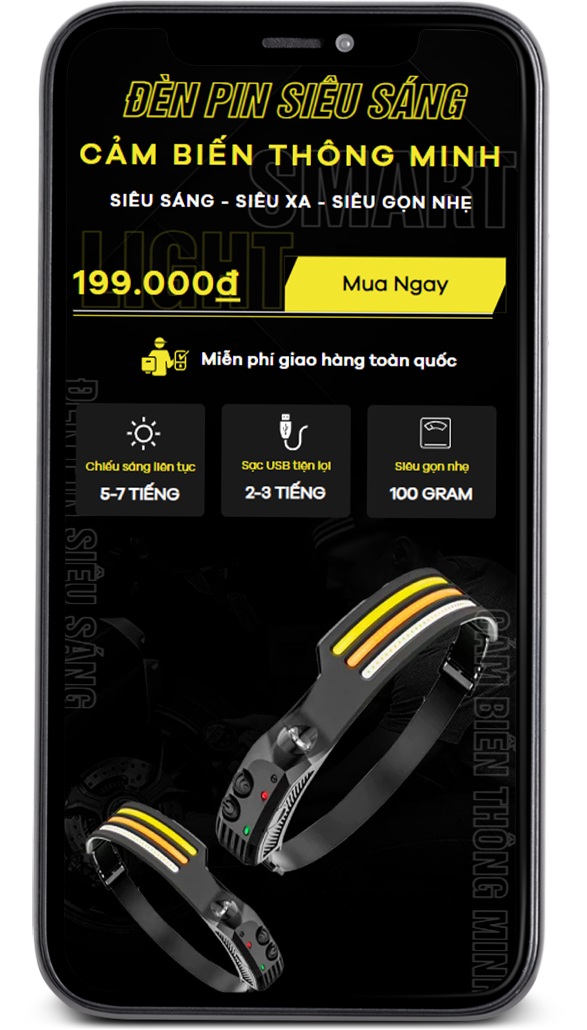 ĐÈN PIN SIÊU SÁNG
CẢM BIẾN THÔNG MINH
SIÊU SÁNG - SIÊU XA - SIÊU GỌN NHẸ
SMART
LIGHT
199.000đ
Mua Ngay
Miễn phí giao hàng toàn quốc
Chiếu sáng liên tục
5-7 TIẾNG
Sạc USB tiện lợi
2-3 TIẾNG
Siêu gọn nhẹ
100 GRAM
ĐÈN PIN SIÊU SÁNG
CẢM BIẾN THÔNG MINH